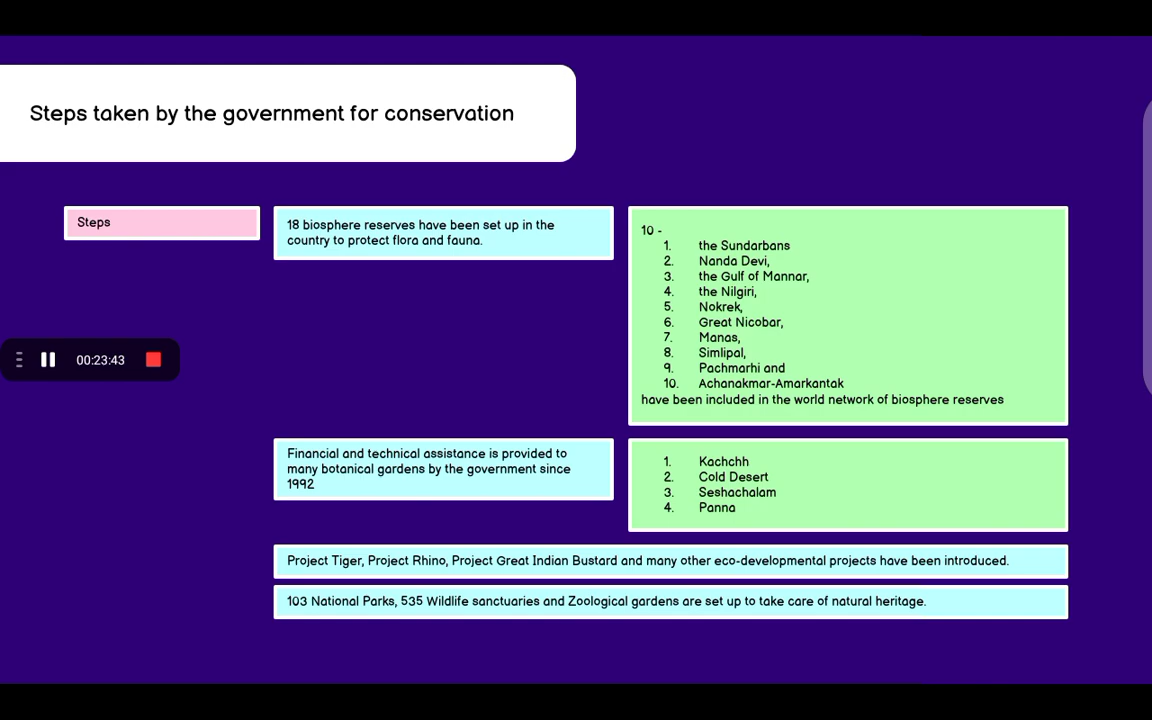 Steps taken by the government for conservation
Steps
18 biosphere reserves have been set up in the
country to protect flora and fauna.
10 -
1. the Sundarbans
2. Nanda Devi,
3. the Gulf of Mannar,
4. the Nilgiri,
5. Nokrek,
6. Great Nicobar,
7. Manas,
8. Simlipal,
9. Pachmarhi and
10. Achanakmar-Amarkantak
have been included in the world network of biosphere reserves
00:23:43
Financial and technical assistance is provided to
many botanical gardens by the government since
1992
1. Kachchh
2. Cold Desert
3. Seshachalam
4. Panna
Project Tiger, Project Rhino, Project Great Indian Bustard and many other eco-developmental projects have been introduced.
103 National Parks, 535 Wildlife sanctuaries and Zoological gardens are set up to take care of natural heritage.